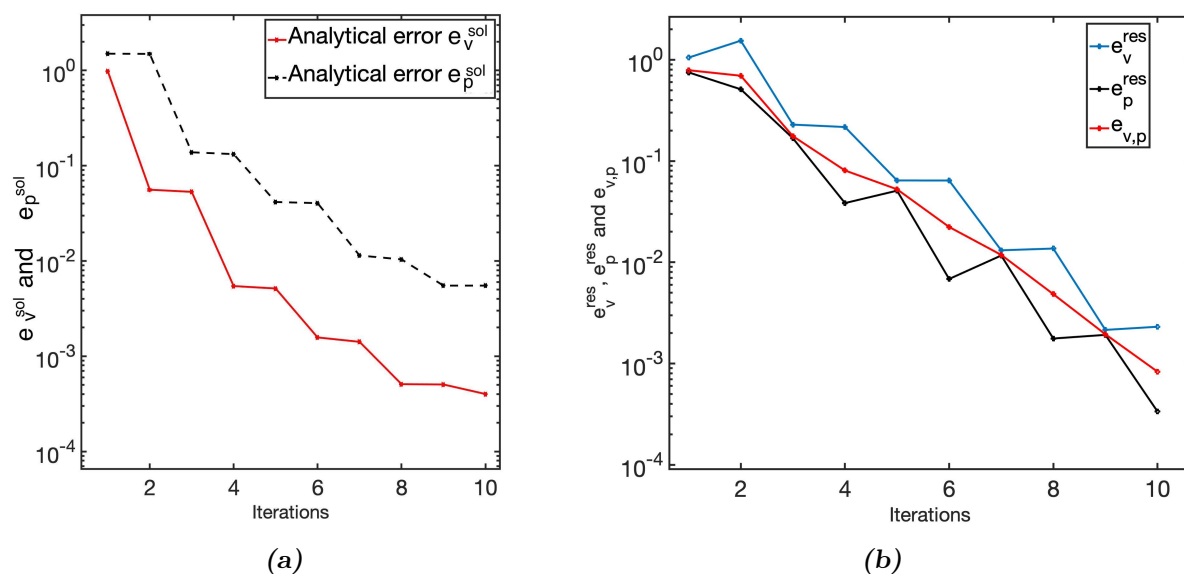 Analytical error e_v^sol
Analytical error e_p^sol
10^0
10^-1
10^-2
10^-3
10^-4
e_v^sol and e_p^sol
2 4 6 8 10
Iterations
(a)
e_v^res
e_p^res
e_v,p
10^0
10^-1
10^-2
10^-3
10^-4
e_v^res, e_p^res and e_v,p
2 4 6 8 10
Iterations
(b)